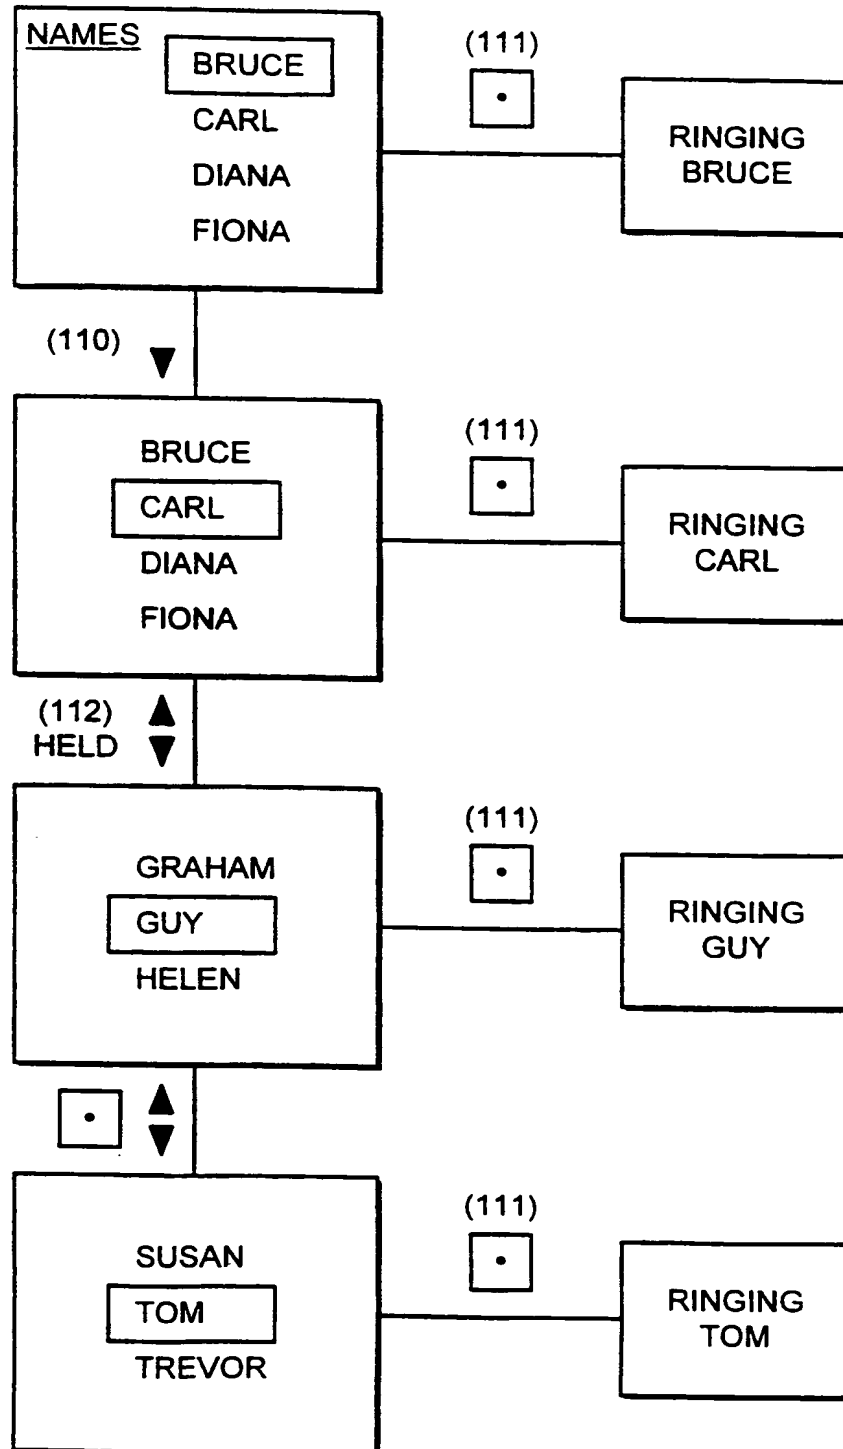 NAMES
BRUCE
CARL
DIANA
FIONA
(111)
RINGING
BRUCE
(110)
BRUCE
CARL
DIANA
FIONA
(111)
RINGING
CARL
(112)
HELD
GRAHAM
GUY
HELEN
(111)
RINGING
GUY
SUSAN
TOM
TREVOR
(111)
RINGING
TOM